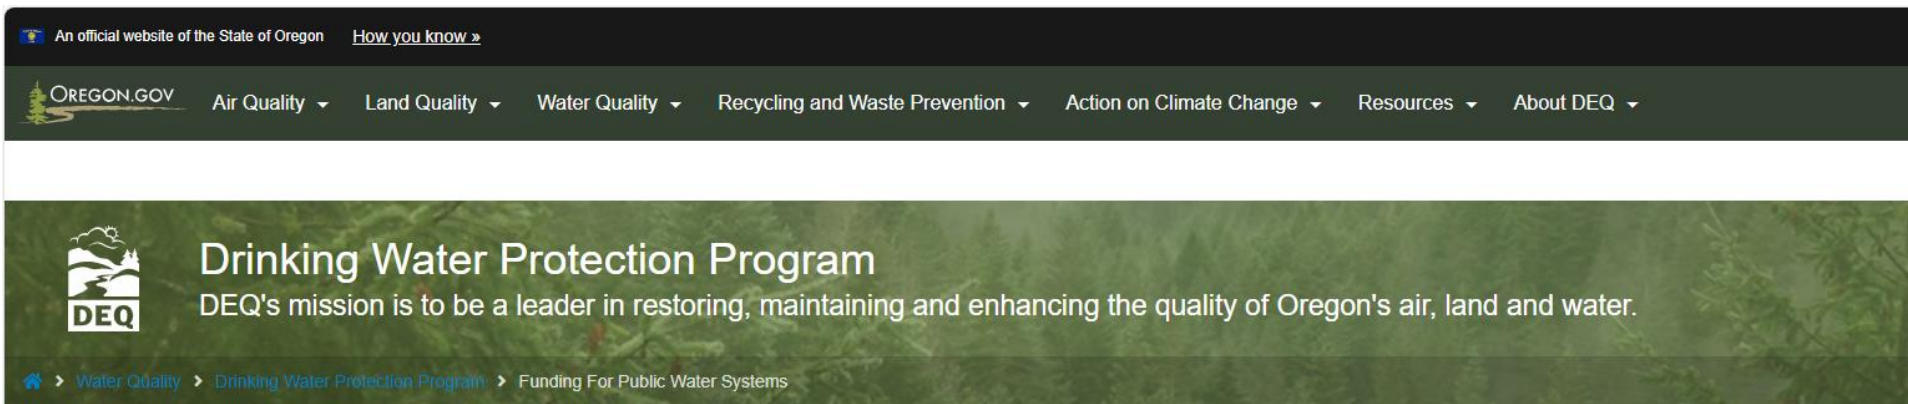 An official website of the State of Oregon How you know »
OREGON.GOV Air Quality Land Quality Water Quality Recycling and Waste Prevention Action on Climate Change Resources About DEQ
Drinking Water Protection Program
DEQ's mission is to be a leader in restoring, maintaining and enhancing the quality of Oregon's air, land and water.
DEQ
Water Quality > Drinking Water Protection Program > Funding For Public Water Systems